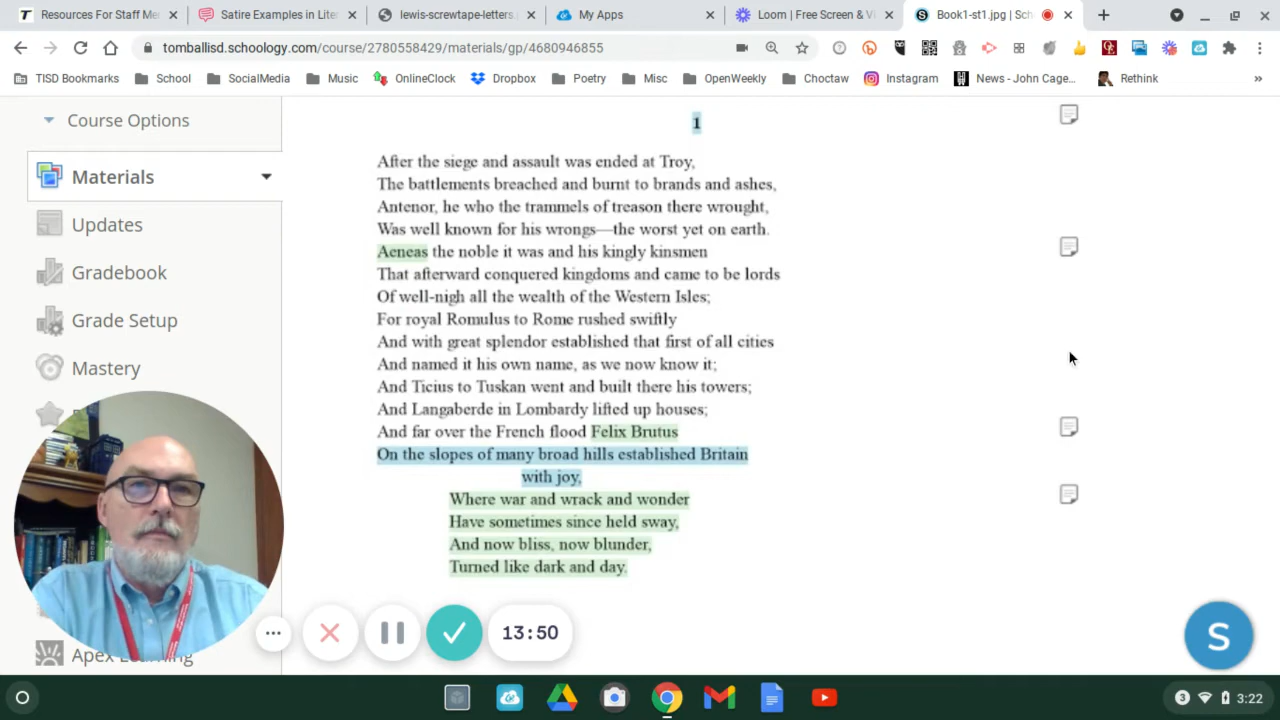 Resources For Staff Me
Satire Examples in Liter
lewis-screwtape-letters.
My Apps
Loom | Free Screen & Vi
Book1-st1.jpg | Sch
tomballisd.schoology.com/course/2780558429/materials/gp/4680946855
TISD Bookmarks School SocialMedia Music OnlineClock Dropbox Poetry Misc OpenWeekly Choctaw Instagram News - John Cage... Rethink »
Course Options
Materials
Updates
Gradebook
Grade Setup
Mastery
Apex Learning
1
After the siege and assault was ended at Troy,
The battlements breached and burnt to brands and ashes,
Antenor, he who the trammels of treason there wrought,
Was well known for his wrongs—the worst yet on earth.
Aeneas the noble it was and his kingly kinsmen
That afterward conquered kingdoms and came to be lords
Of well-nigh all the wealth of the Western Isles;
For royal Romulus to Rome rushed swiftly
And with great splendor established that first of all cities
And named it his own name, as we now know it;
And Ticius to Tuskan went and built there his towers;
And Langaberde in Lombardy lifted up houses;
And far over the French flood Felix Brutus
On the slopes of many broad hills established Britain
with joy,
Where war and wrack and wonder
Have sometimes since held sway,
And now bliss, now blunder,
Turned like dark and day.
13:50
S
3 3:22